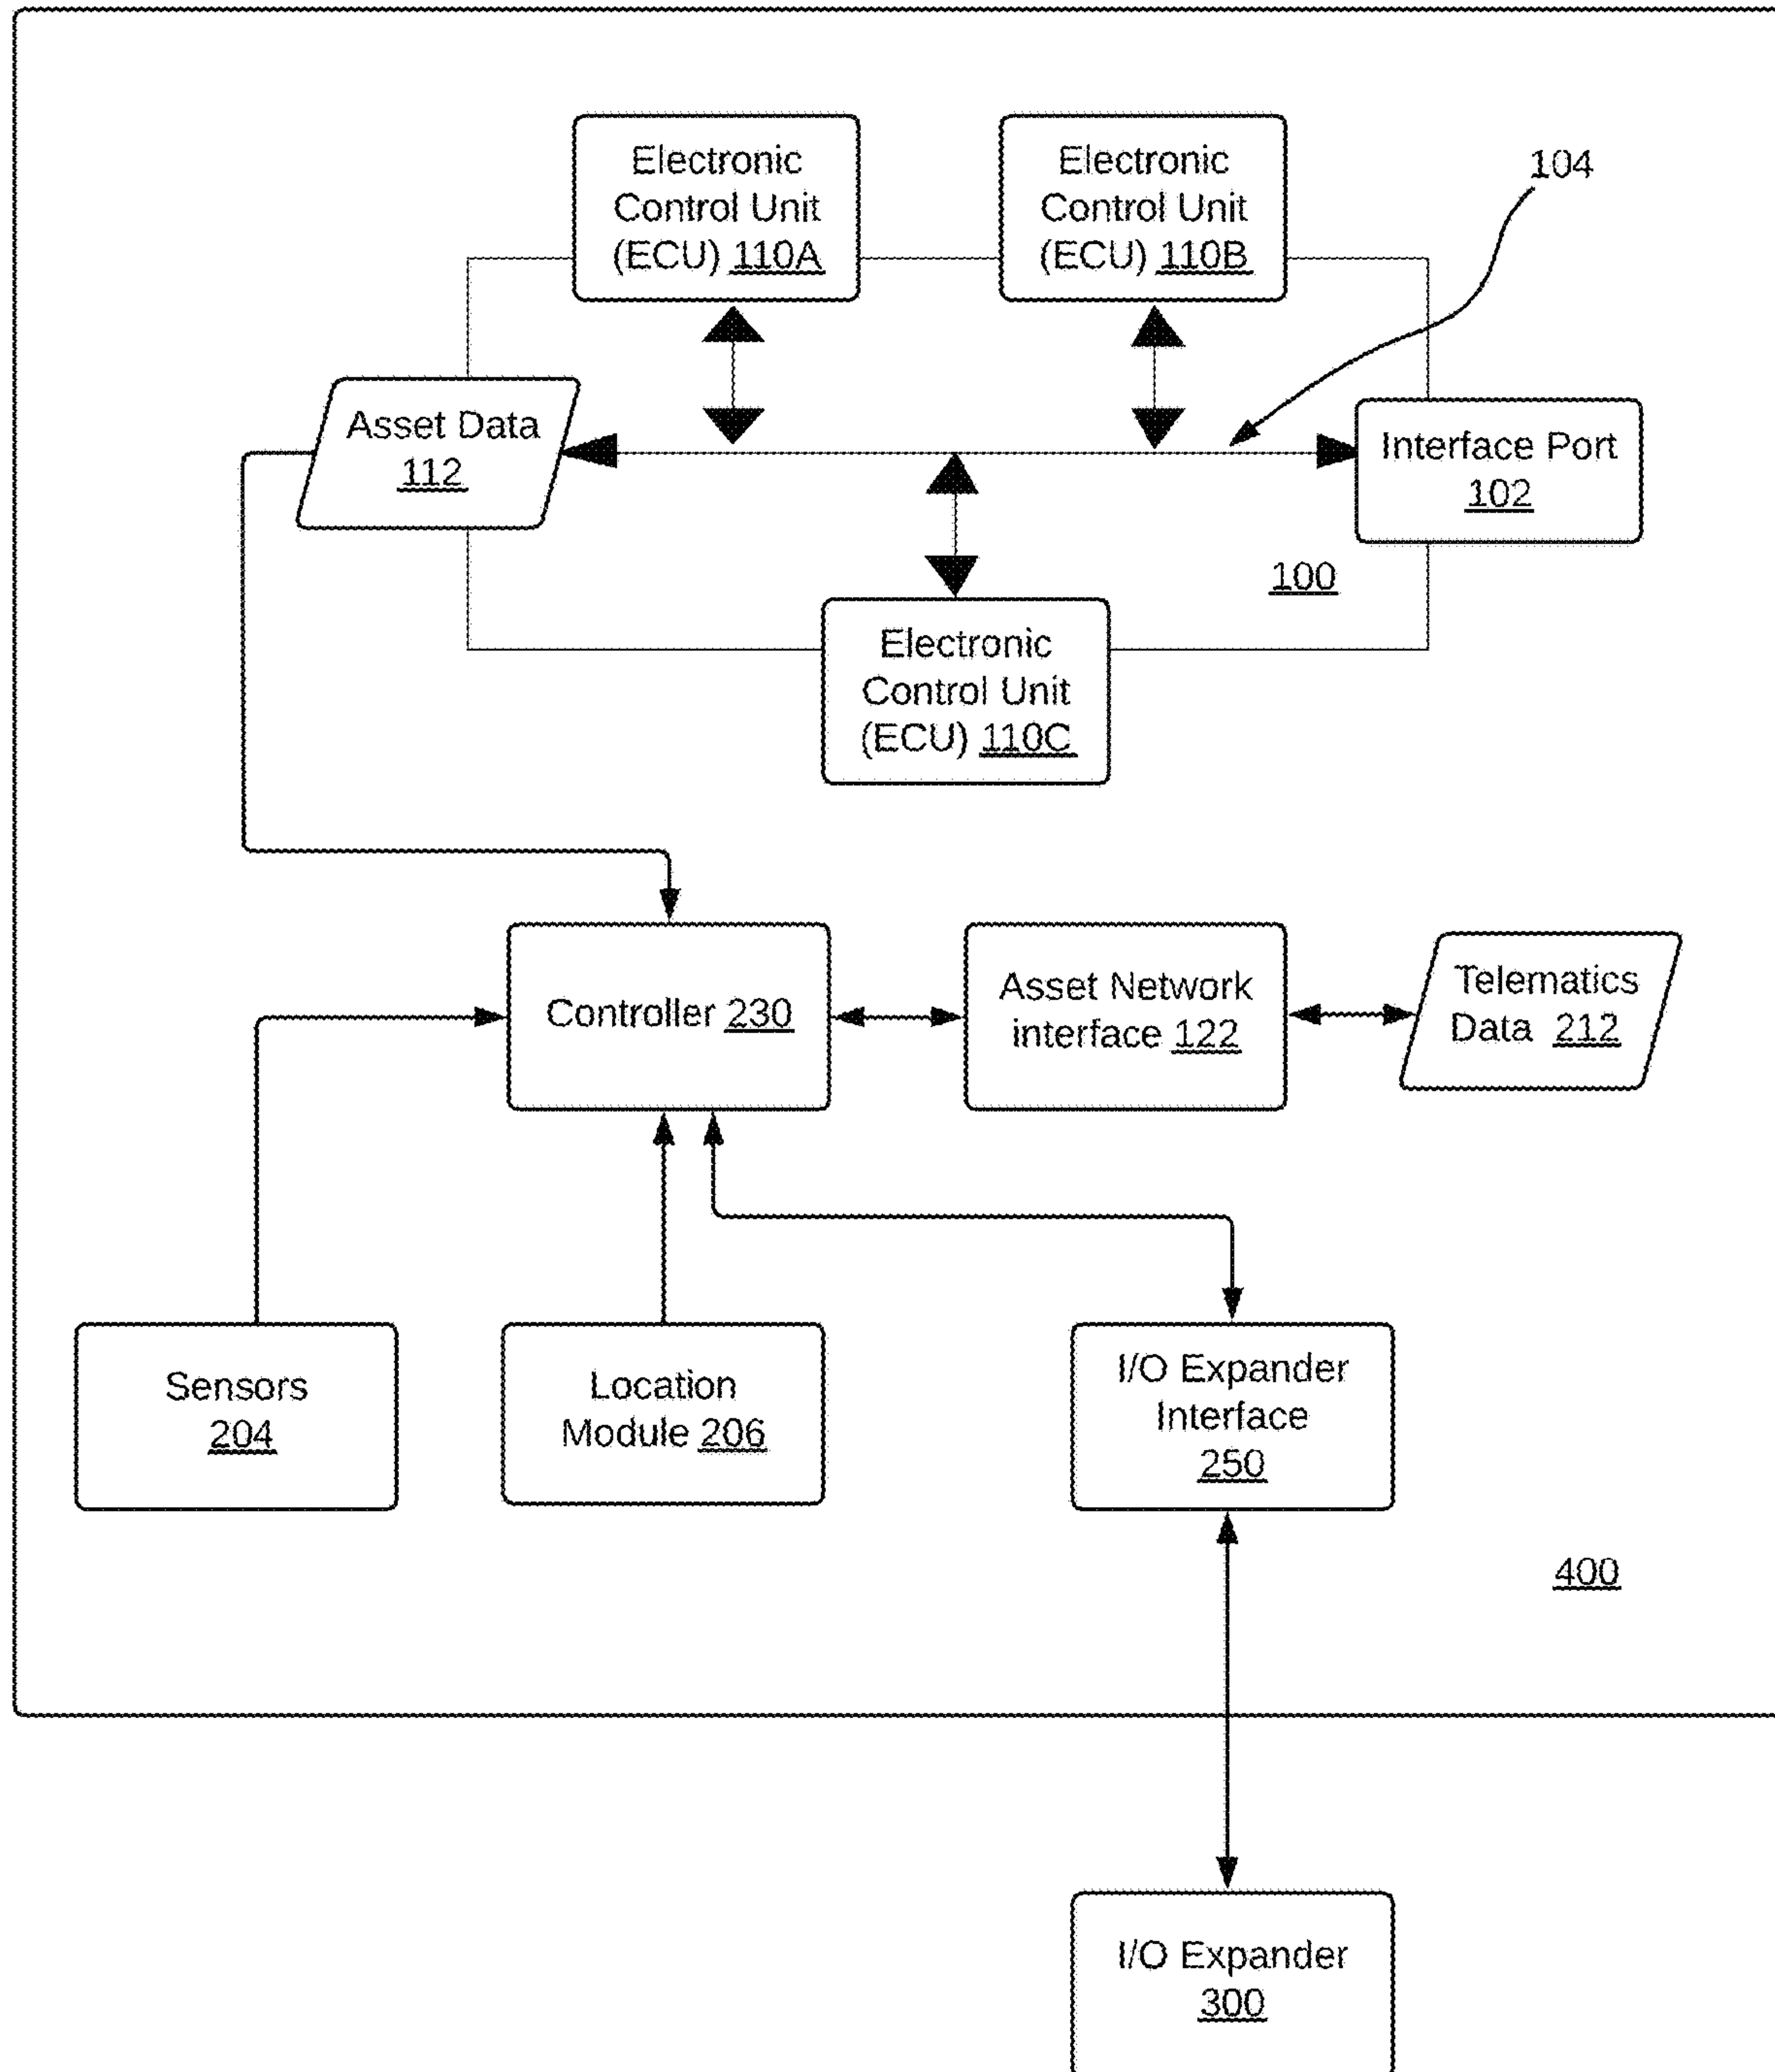 Electronic
Control Unit
(ECU) 110A
Electronic
Control Unit
(ECU) 110B
104
Asset Data
112
Interface Port
102
100
Electronic
Control Unit
(ECU) 110C
Controller 230
Asset Network
interface 122
Telematics
Data 212
Sensors
204
Location
Module 206
I/O Expander
Interface
250
400
I/O Expander
300